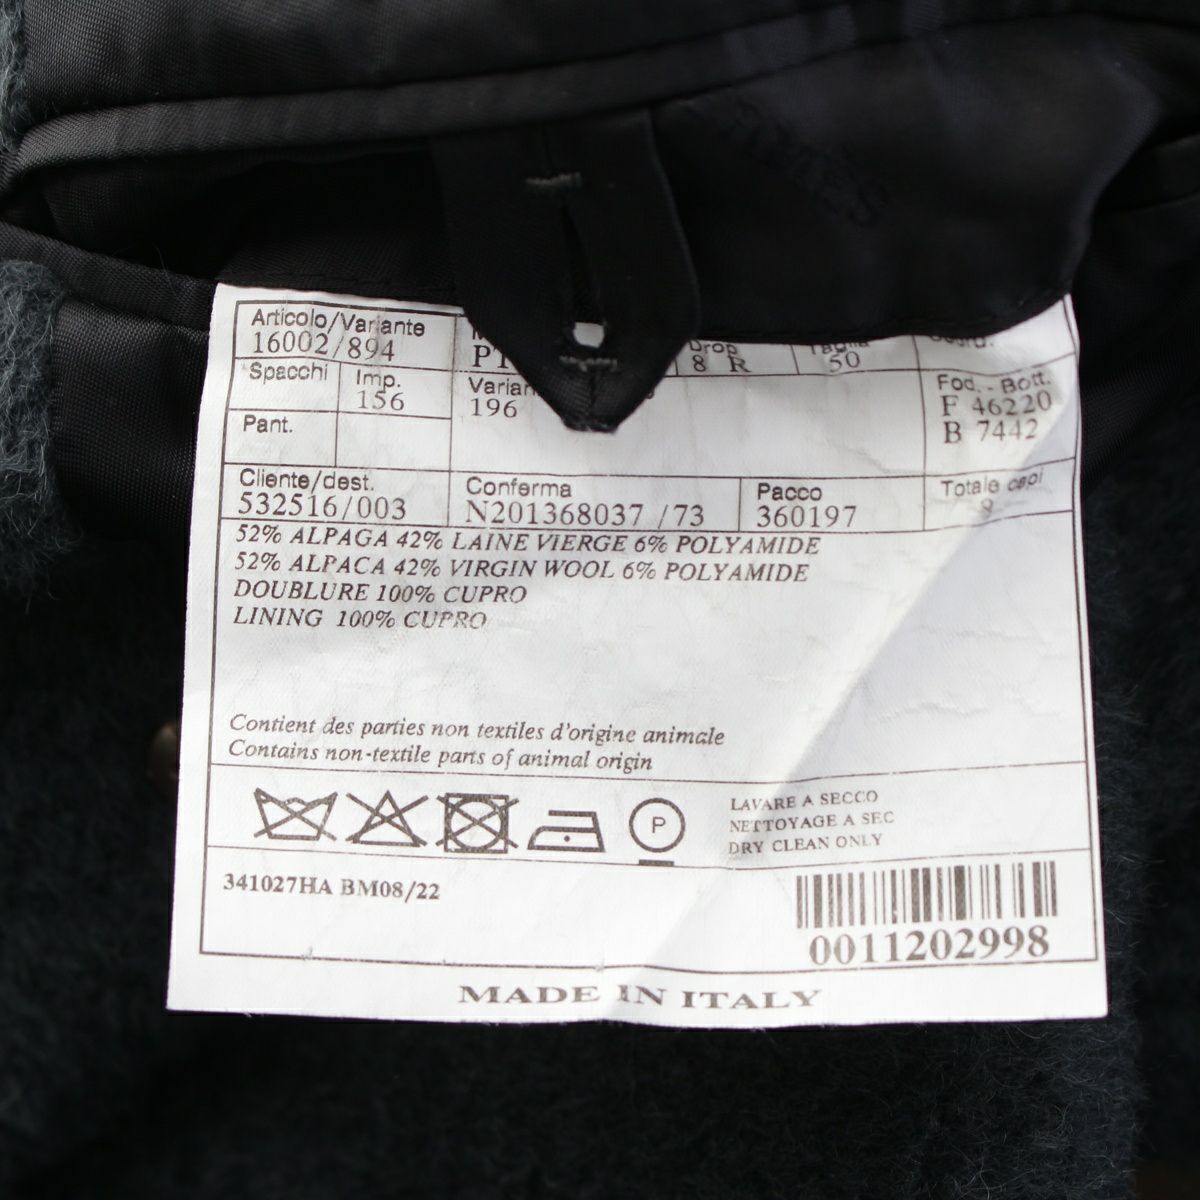 Articolo/Variante
16002/894
Drop
8 R
Taglia
50
Spacchi
Imp.
156
196
Fod. - Bott.
F 46220
B 7442
Pant.
Cliente/dest.
532516/003
Conferma
N201368037 /73
Pacco
360197
Totale capi
8
52% ALPAGA 42% LAINE VIERGE 6% POLYAMIDE
52% ALPACA 42% VIRGIN WOOL 6% POLYAMIDE
DOUBLURE 100% CUPRO
LINING 100% CUPRO
Contient des parties non textiles d'origine animale
Contains non-textile parts of animal origin
P
LAVARE A SECCO
NETTOYAGE A SEC
DRY CLEAN ONLY
341027HA BM08/22
0011202998
MADE IN ITALY